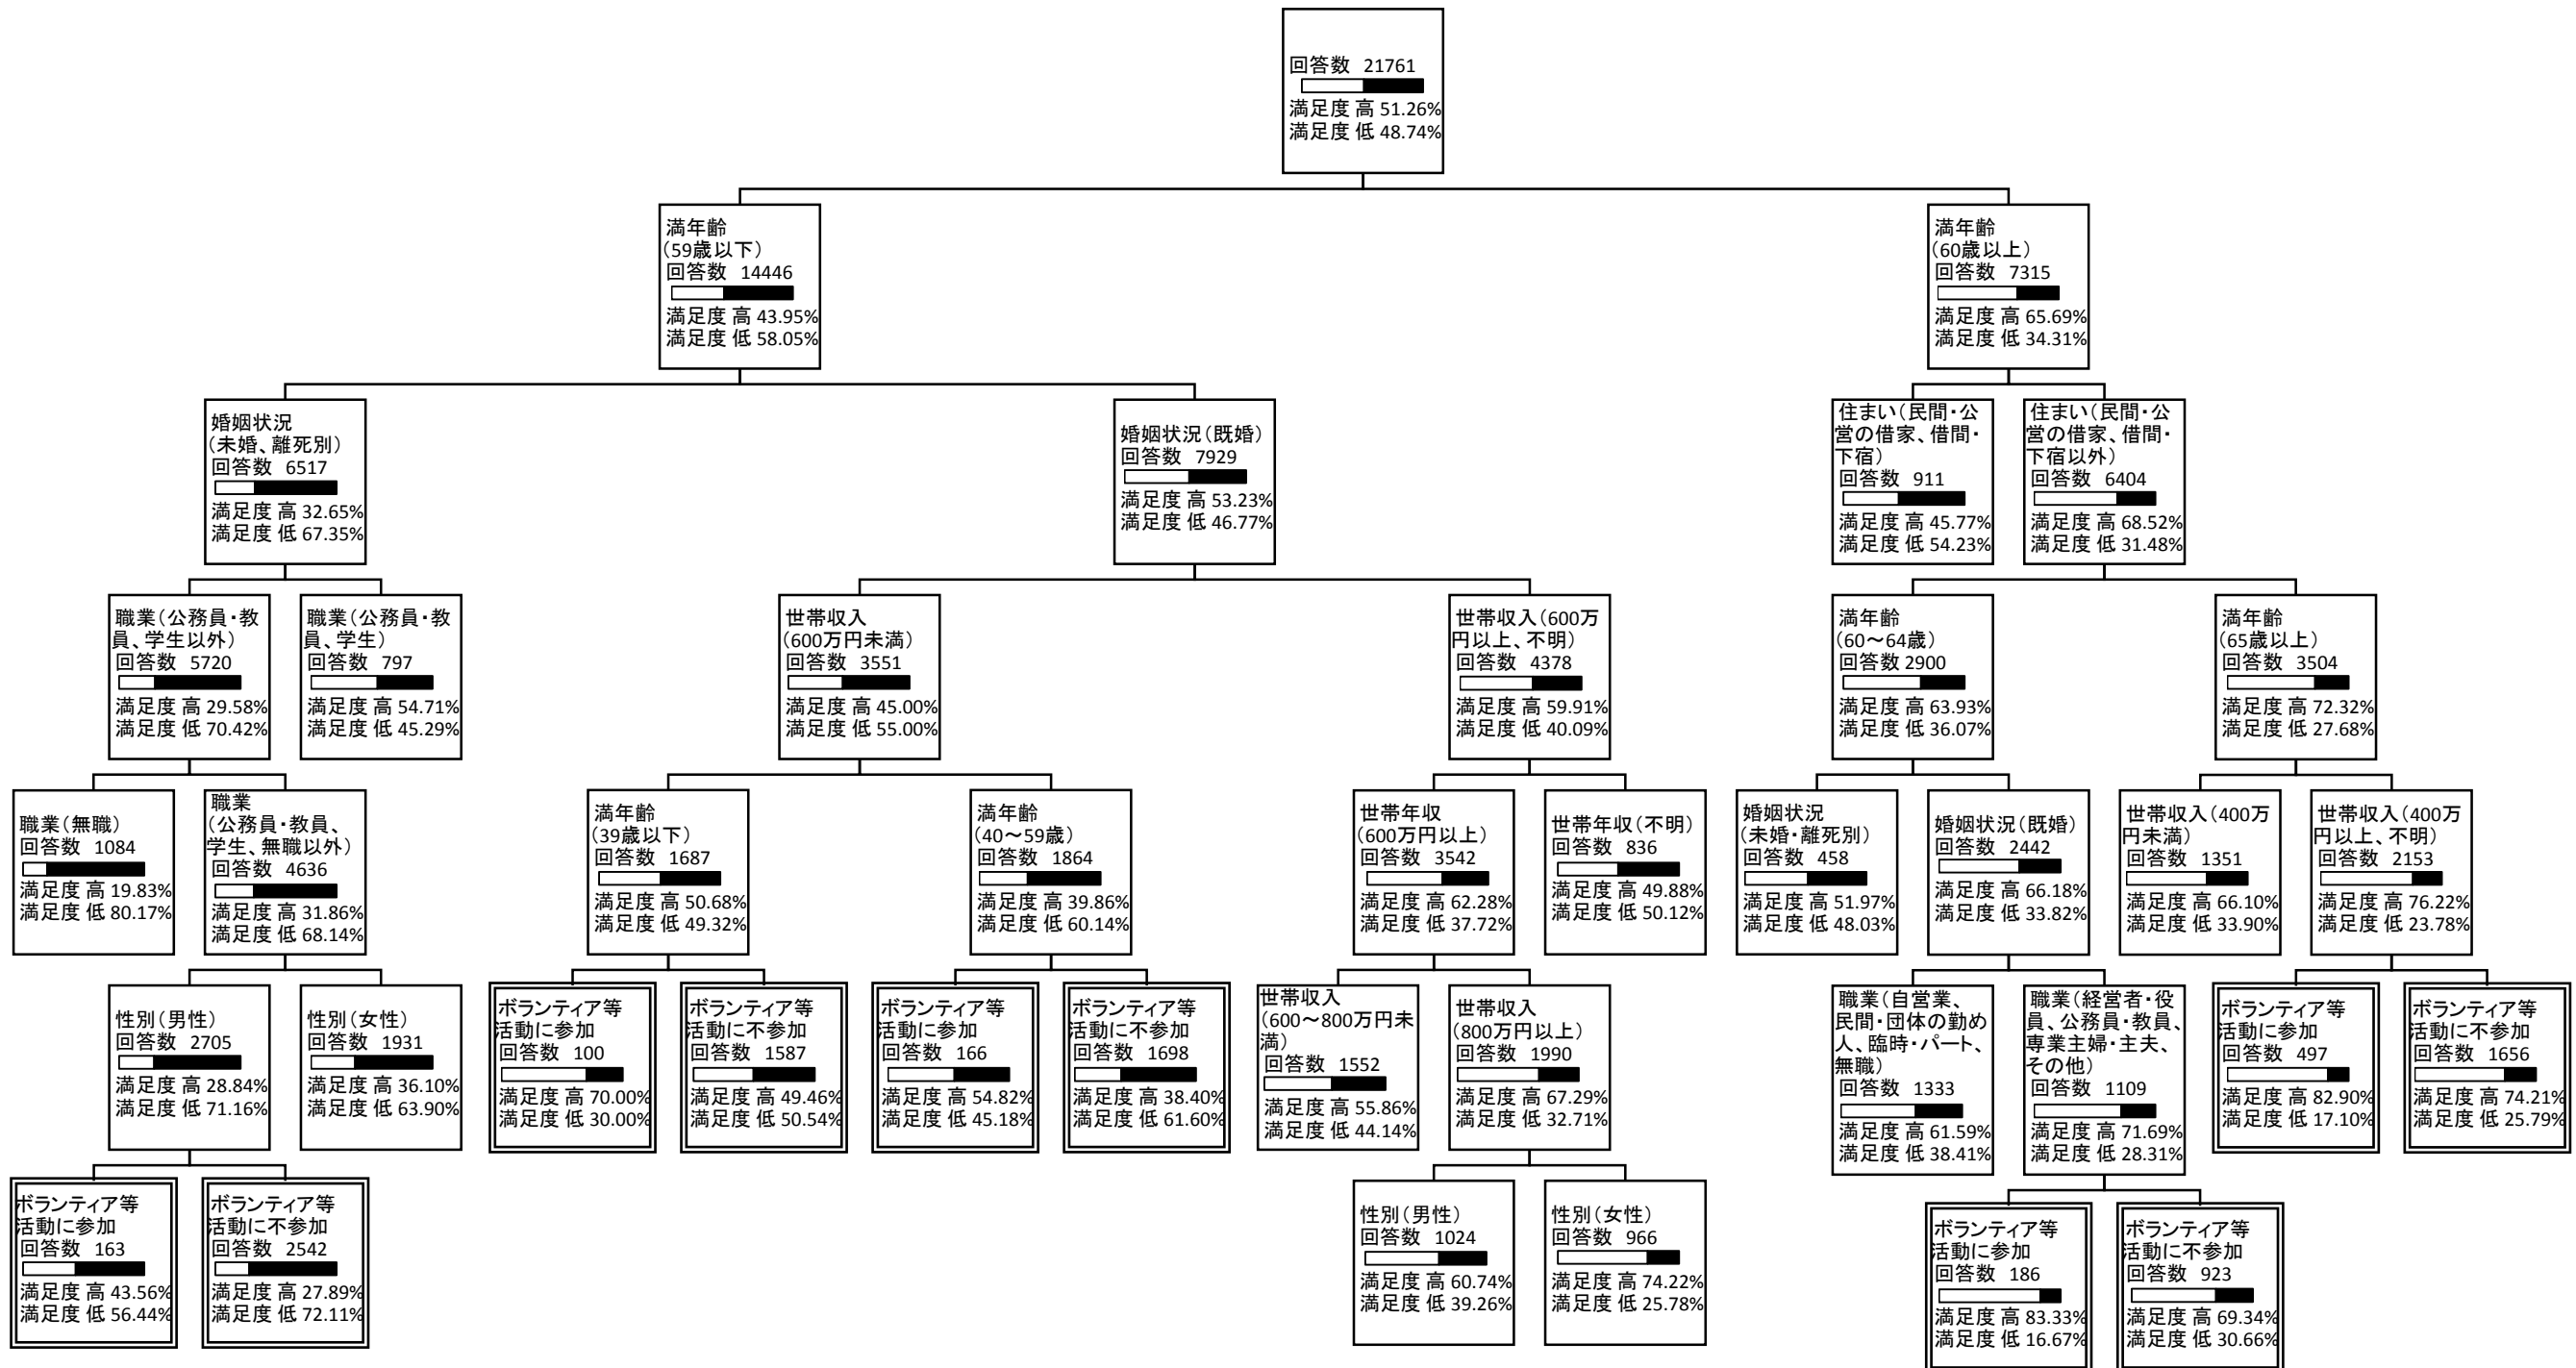 回答数 21761
満足度 高 51.26%
満足度 低 48.74%
満年齢
(59歳以下)
回答数 14446
満足度 高 43.95%
満足度 低 58.05%
満年齢
(60歳以上)
回答数 7315
満足度 高 65.69%
満足度 低 34.31%
婚姻状況
(未婚、離死別)
回答数 6517
満足度 高 32.65%
満足度 低 67.35%
婚姻状況(既婚)
回答数 7929
満足度 高 53.23%
満足度 低 46.77%
住まい(民間・公
営の借家、借間・
下宿)
回答数 911
満足度 高 45.77%
満足度 低 54.23%
住まい(民間・公
営の借家、借間・
下宿以外)
回答数 6404
満足度 高 68.52%
満足度 低 31.48%
職業(公務員・教
員、学生以外)
回答数 5720
満足度 高 29.58%
満足度 低 70.42%
職業(公務員・教
員、学生)
回答数 797
満足度 高 54.71%
満足度 低 45.29%
世帯収入
(600万円未満)
回答数 3551
満足度 高 45.00%
満足度 低 55.00%
世帯収入(600万
円以上、不明)
回答数 4378
満足度 高 59.91%
満足度 低 40.09%
満年齢
(60～64歳)
回答数 2900
満足度 高 63.93%
満足度 低 36.07%
満年齢
(65歳以上)
回答数 3504
満足度 高 72.32%
満足度 低 27.68%
職業(無職)
回答数 1084
満足度 高 19.83%
満足度 低 80.17%
職業
(公務員・教員、
学生、無職以外)
回答数 4636
満足度 高 31.86%
満足度 低 68.14%
満年齢
(39歳以下)
回答数 1687
満足度 高 50.68%
満足度 低 49.32%
満年齢
(40～59歳)
回答数 1864
満足度 高 39.86%
満足度 低 60.14%
世帯年収
(600万円以上)
回答数 3542
満足度 高 62.28%
満足度 低 37.72%
世帯年収(不明)
回答数 836
満足度 高 49.88%
満足度 低 50.12%
婚姻状況
(未婚・離死別)
回答数 458
満足度 高 51.97%
満足度 低 48.03%
婚姻状況(既婚)
回答数 2442
満足度 高 66.18%
満足度 低 33.82%
世帯収入(400万
円未満)
回答数 1351
満足度 高 66.10%
満足度 低 33.90%
世帯収入(400万
円以上、不明)
回答数 2153
満足度 高 76.22%
満足度 低 23.78%
性別(男性)
回答数 2705
満足度 高 28.84%
満足度 低 71.16%
性別(女性)
回答数 1931
満足度 高 36.10%
満足度 低 63.90%
ボランティア等
活動に参加
回答数 100
満足度 高 70.00%
満足度 低 30.00%
ボランティア等
活動に不参加
回答数 1587
満足度 高 49.46%
満足度 低 50.54%
ボランティア等
活動に参加
回答数 166
満足度 高 54.82%
満足度 低 45.18%
ボランティア等
活動に不参加
回答数 1698
満足度 高 38.40%
満足度 低 61.60%
世帯収入
(600～800万円未
満)
回答数 1552
満足度 高 55.86%
満足度 低 44.14%
世帯収入
(800万円以上)
回答数 1990
満足度 高 67.29%
満足度 低 32.71%
職業(自営業、
民間・団体の勤め
人、臨時・パート、
無職)
回答数 1333
満足度 高 61.59%
満足度 低 38.41%
職業(経営者・役
員、公務員・教員、
専業主婦・主夫、
その他)
回答数 1109
満足度 高 71.69%
満足度 低 28.31%
ボランティア等
活動に参加
回答数 497
満足度 高 82.90%
満足度 低 17.10%
ボランティア等
活動に不参加
回答数 1656
満足度 高 74.21%
満足度 低 25.79%
ボランティア等
活動に参加
回答数 163
満足度 高 43.56%
満足度 低 56.44%
ボランティア等
活動に不参加
回答数 2542
満足度 高 27.89%
満足度 低 72.11%
性別(男性)
回答数 1024
満足度 高 60.74%
満足度 低 39.26%
性別(女性)
回答数 966
満足度 高 74.22%
満足度 低 25.78%
ボランティア等
活動に参加
回答数 186
満足度 高 83.33%
満足度 低 16.67%
ボランティア等
活動に不参加
回答数 923
満足度 高 69.34%
満足度 低 30.66%